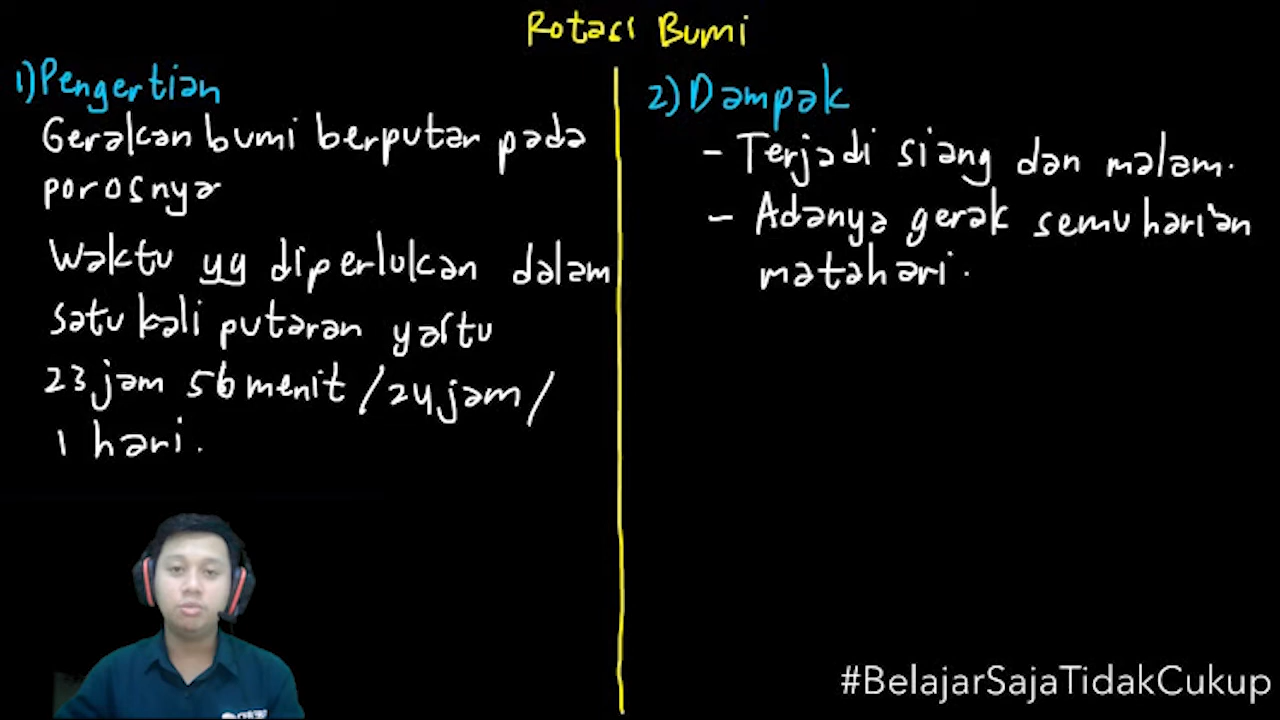 Rotasi Bumi
1) Pengertian
Gerakan bumi berputar pada
porosnya
Waktu yg diperlukan dalam
satu kali putaran yaitu
23 jam 56 menit / 24 jam /
1 hari.
2) Dampak
- Terjadi siang dan malam.
- Adanya gerak semu harian
matahari.
#BelajarSajaTidakCukup